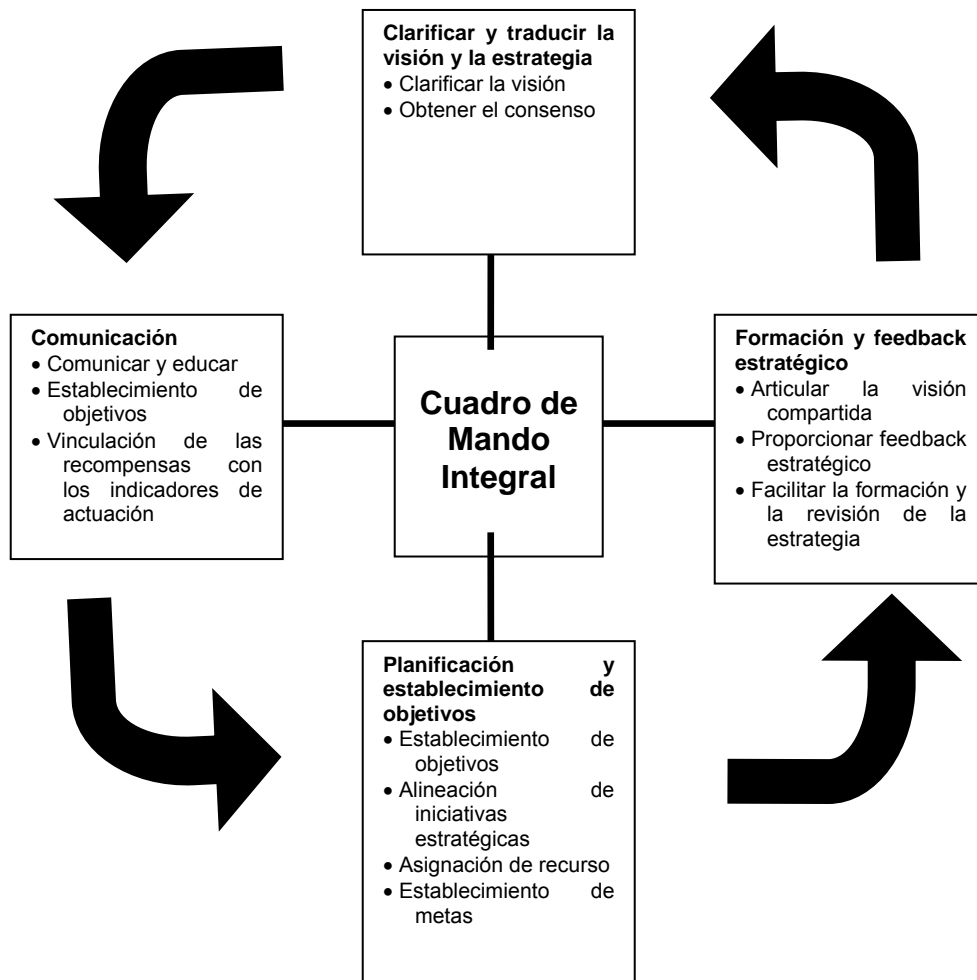 Clarificar y traducir la
visión y la estrategia
• Clarificar la visión
• Obtener el consenso
Comunicación
• Comunicar y educar
• Establecimiento de
objetivos
• Vinculación de las
recompensas con
los indicadores de
actuación
Cuadro de
Mando
Integral
Formación y feedback
estratégico
• Articular la visión
compartida
• Proporcionar feedback
estratégico
• Facilitar la formación y
la revisión de la
estrategia
Planificación y
establecimiento de
objetivos
• Establecimiento de
objetivos
• Alineación de
iniciativas
estratégicas
• Asignación de recurso
• Establecimiento de
metas